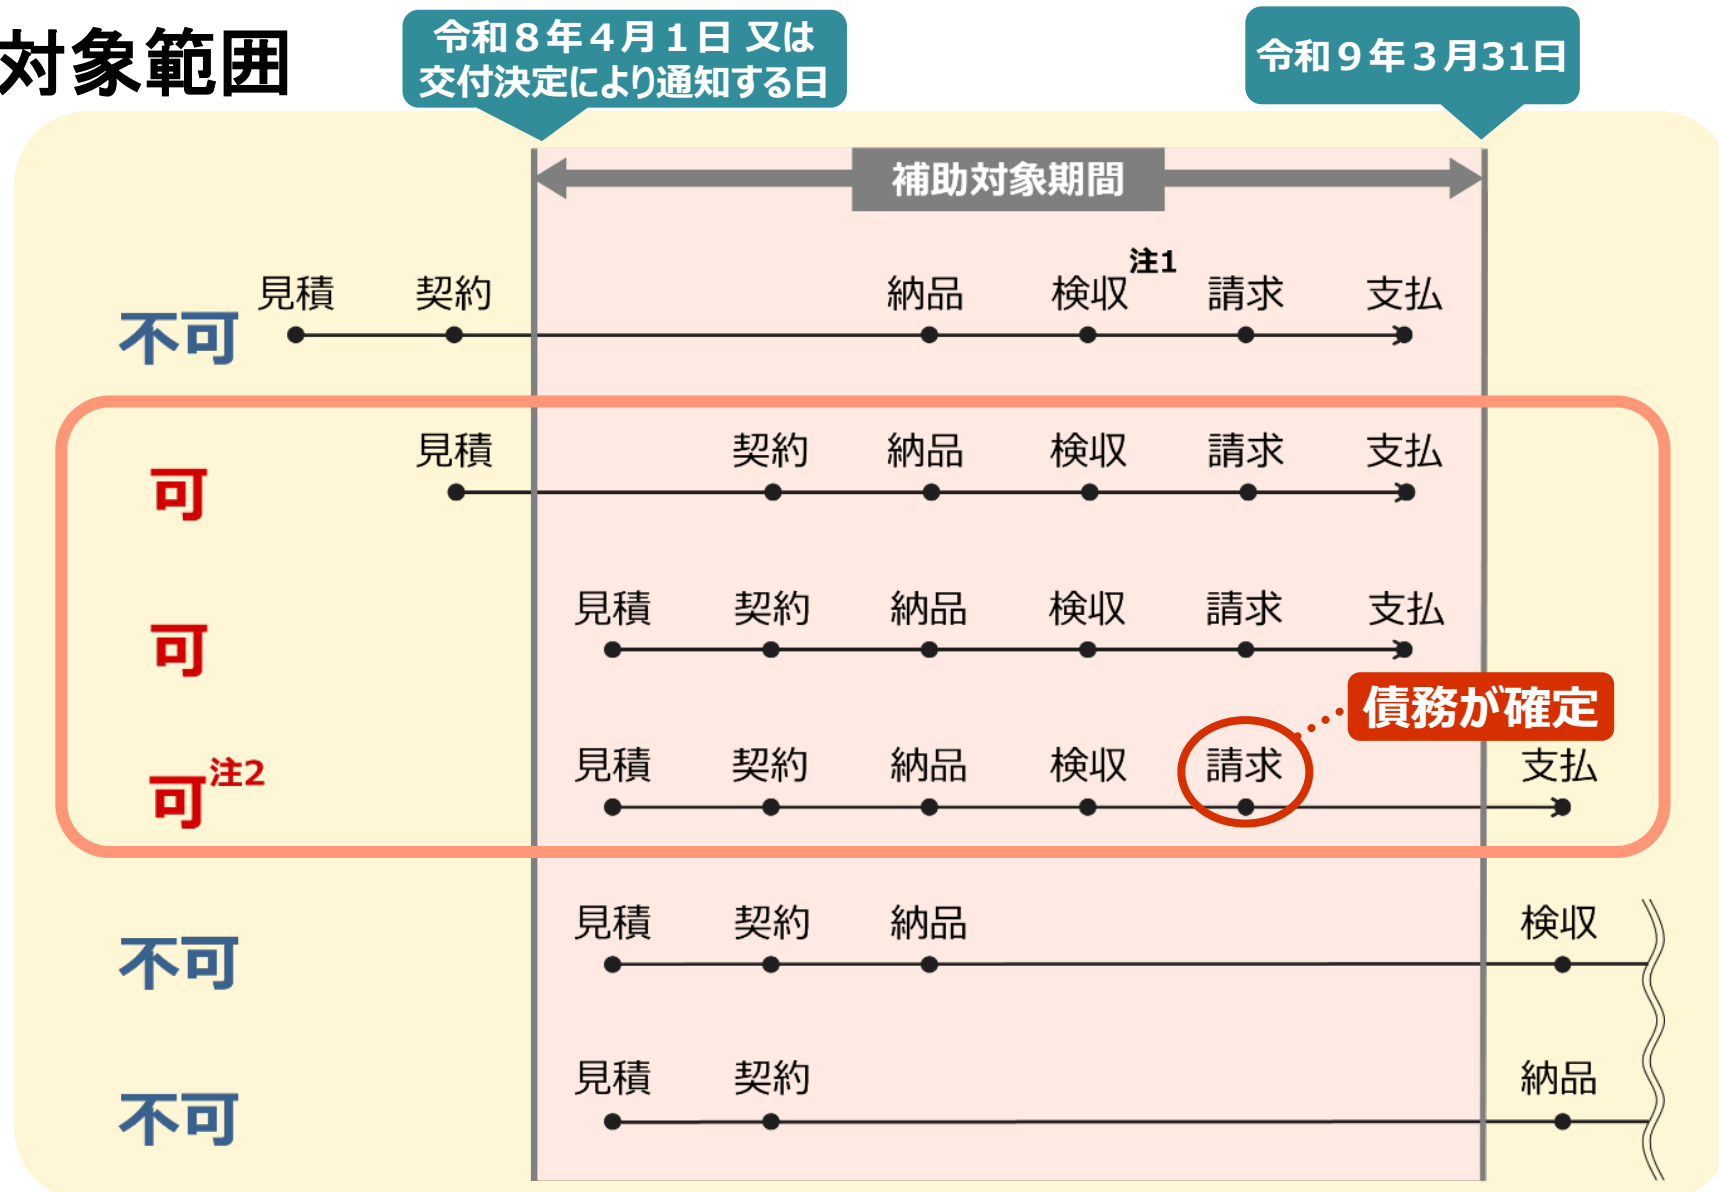 対象範囲
令和８年４月１日 又は
交付決定により通知する日
令和９年３月31日
補助対象期間
不可 見積 契約 納品 検収 注1 請求 支払
可 見積 契約 納品 検収 請求 支払
可 見積 契約 納品 検収 請求 支払
債務が確定
可 注2 見積 契約 納品 検収 請求 支払
不可 見積 契約 納品 検収
不可 見積 契約 納品